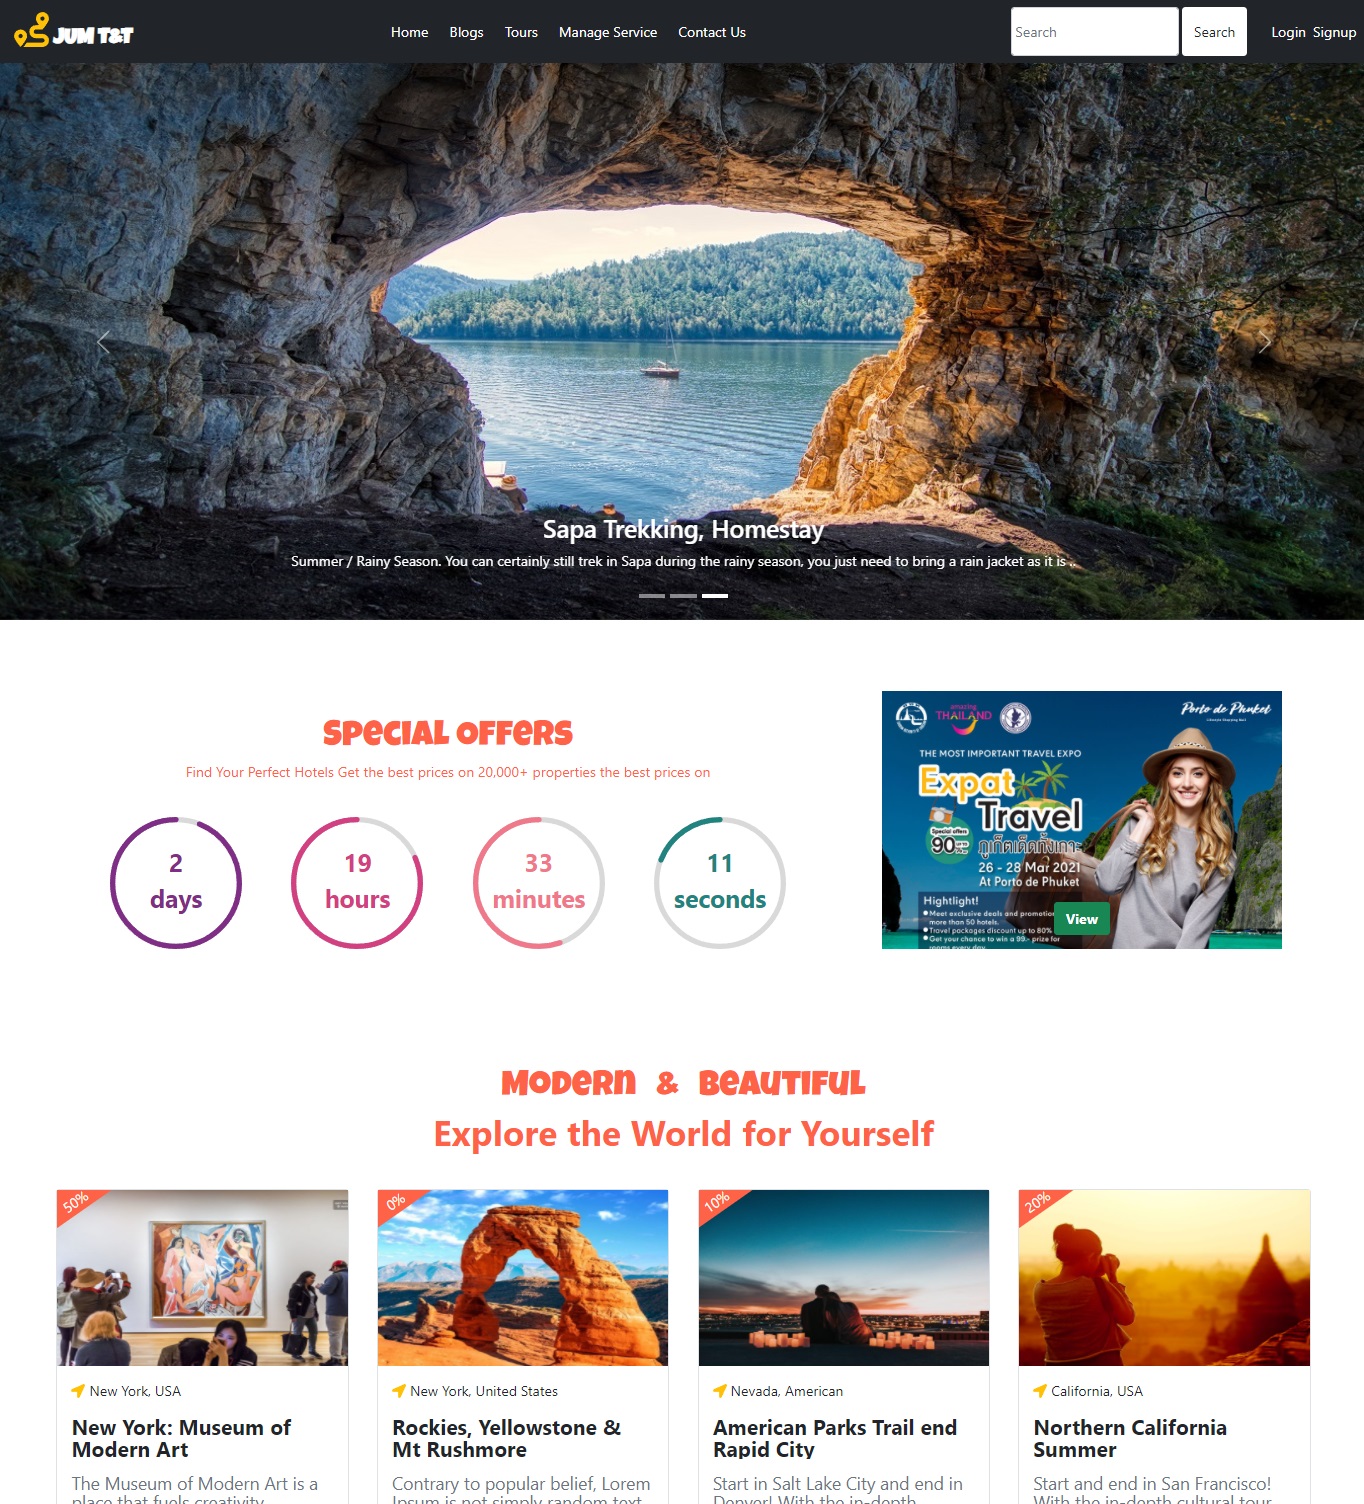 JUM T&T
Home Blogs Tours Manage Service Contact Us
Search Search Login Signup
Sapa Trekking, Homestay
Summer / Rainy Season. You can certainly still trek in Sapa during the rainy season, you just need to bring a rain jacket as it is ..
Special Offers
Find Your Perfect Hotels Get the best prices on 20,000+ properties the best prices on
2
days
19
hours
33
minutes
11
seconds
amazing
THAILAND
Porto de Phuket
Lifestyle Shopping Mall
THE MOST IMPORTANT TRAVEL EXPO
Expat
Travel
Special offers
90
ภูเก็ตเด็ดทั้งเกาะ
26 - 28 Mar 2021
At Porto de Phuket
Hightlight!
Meet exclusive deals and promotion
more than 50 hotels.
Travel packages discount up to 80%
Get your chance to win a 99.- prize for
rooms every day
View
Modern & Beautiful
Explore the World for Yourself
50%
New York, USA
New York: Museum of
Modern Art
The Museum of Modern Art is a
place that fuels creativity,
0%
New York, United States
Rockies, Yellowstone &
Mt Rushmore
Contrary to popular belief, Lorem
Ipsum is not simply random text.
10%
Nevada, American
American Parks Trail end
Rapid City
Start in Salt Lake City and end in
Denver! With the in-depth
20%
California, USA
Northern California
Summer
Start and end in San Francisco!
With the in-depth cultural tour